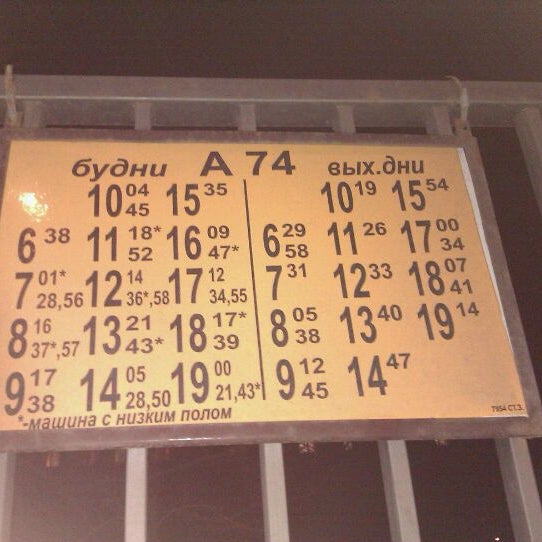 будни А 74 вых.дни
10 04 45 15 35 10 19 15 54
6 38 11 18* 52 16 09 47* 6 29 58 11 26 17 00 34
7 01* 28,56 12 14 36*,58 17 12 34,55 7 31 12 33 18 07 41
8 16 37*,57 13 21 43* 18 17* 39 8 05 38 13 40 19 14
9 17 38 14 05 28,50 19 00 21,43* 9 12 45 14 47
*-машина с низким полом